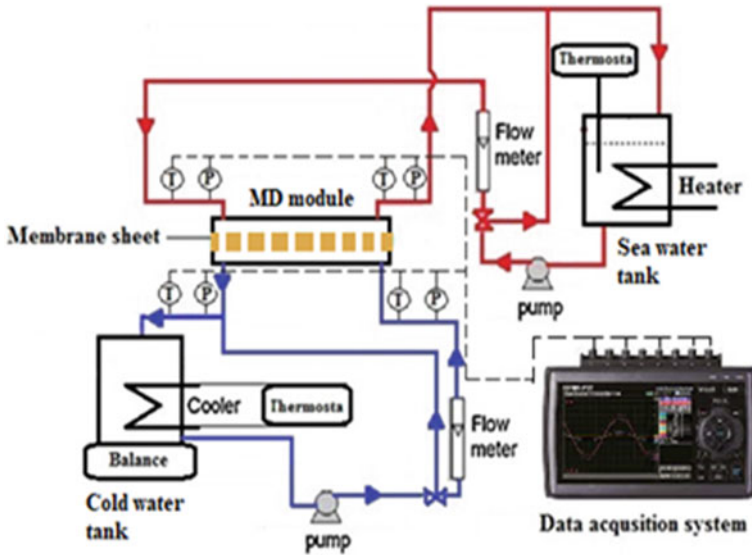 Thermosta
Flow
meter
T
P
T
P
MD module
Heater
Membrane sheet
Sea water
tank
pump
T
P
T
P
Cooler
Thermosta
Flow
meter
Balance
Cold water
tank
pump
Data acqusition system